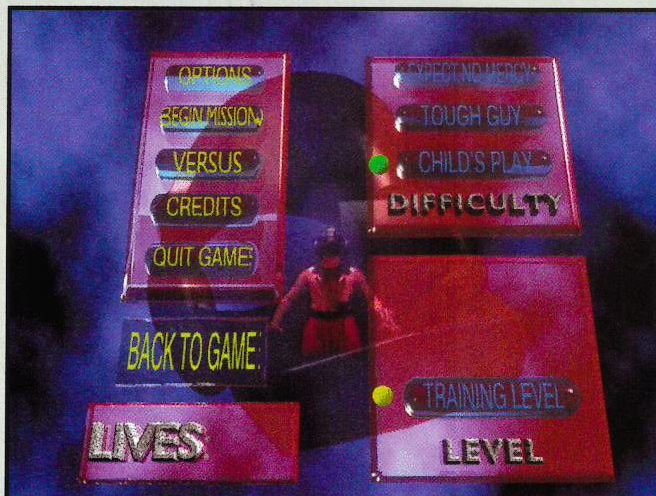 OPTIONS
BEGIN MISSION
VERSUS
CREDITS
QUIT GAME:
BACK TO GAME:
LIVES:
EXPECT NO MERCY
TOUGH GUY
CHILD'S PLAY
DIFFICULTY
TRAINING LEVEL
LEVEL